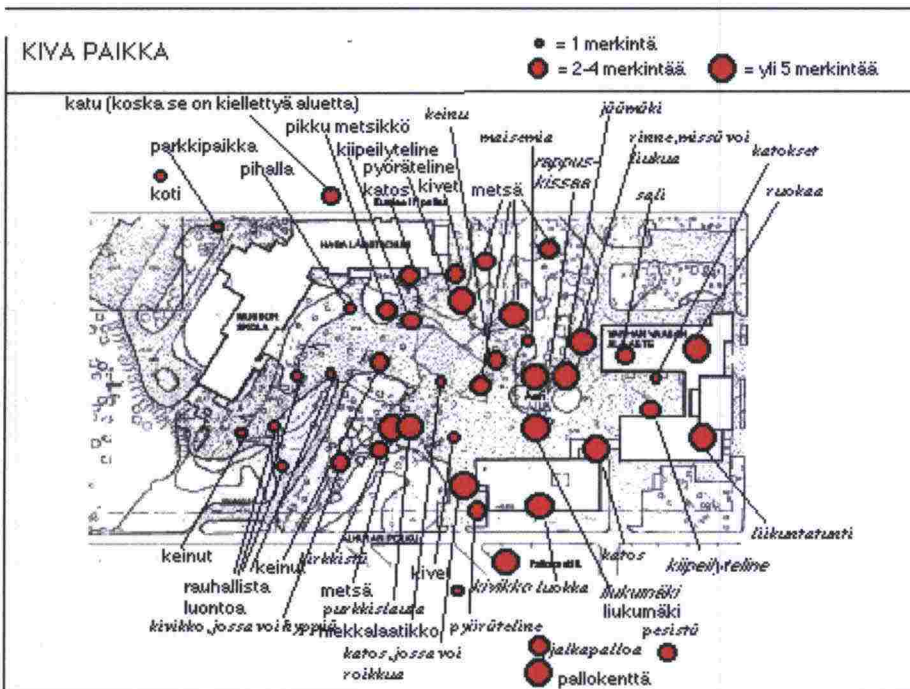 KIVA PAIKKA
= 1 merkintä
= 2-4 merkintää
= yli 5 merkintää
katu (koska se on kiellettyä aluetta)
pikku metsikkö
kiipeilyteline
parkkipaikka
pyöräteline
pihalla
katos
kivet
koti
keinu
maisemia
metsä
jäämäki
rappus-
kissaa
rinne, missä voi
liukua
sali
katokset
ruokaa
keinut
rauhallista
luontoa
keinut
kirkkistä
kivikko, jossa voi hyppiä
metsä
purkkislauta
hiekkalaatikko
kivet
katos, jossa voi
roikkua
kivikko
luokka
pyöräteline
katos
liukumäki
liukumäki
kiipeilyteline
liikuntatunti
jalkapalloa
pesistä
pallokenttä